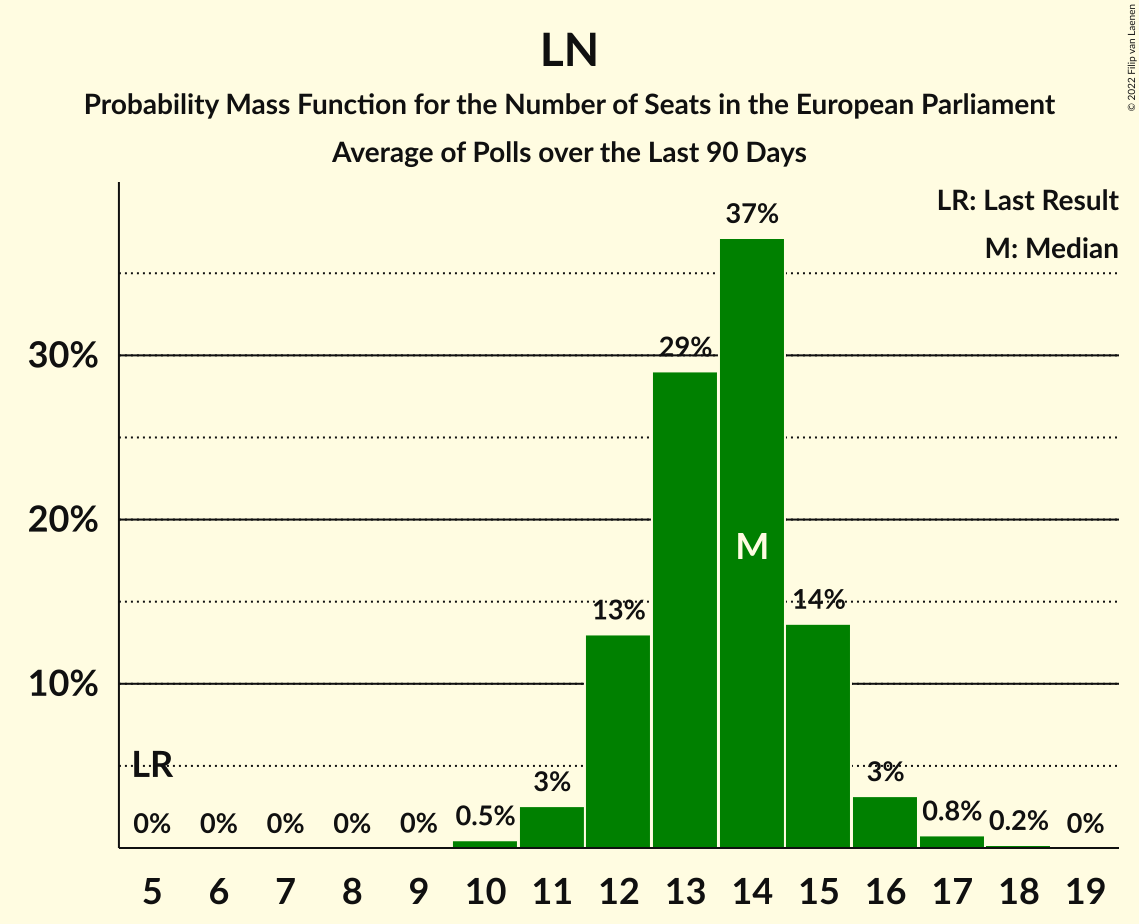 LN
Probability Mass Function for the Number of Seats in the European Parliament
Average of Polls over the Last 90 Days
© 2022 Filip van Laenen
LR: Last Result
M: Median
37%
30%
29%
20%
M
13%
14%
10%
LR
3%
3%
0%
0%
0%
0%
0%
0.5%
0.8%
0.2%
0%
5 6 7 8 9 10 11 12 13 14 15 16 17 18 19